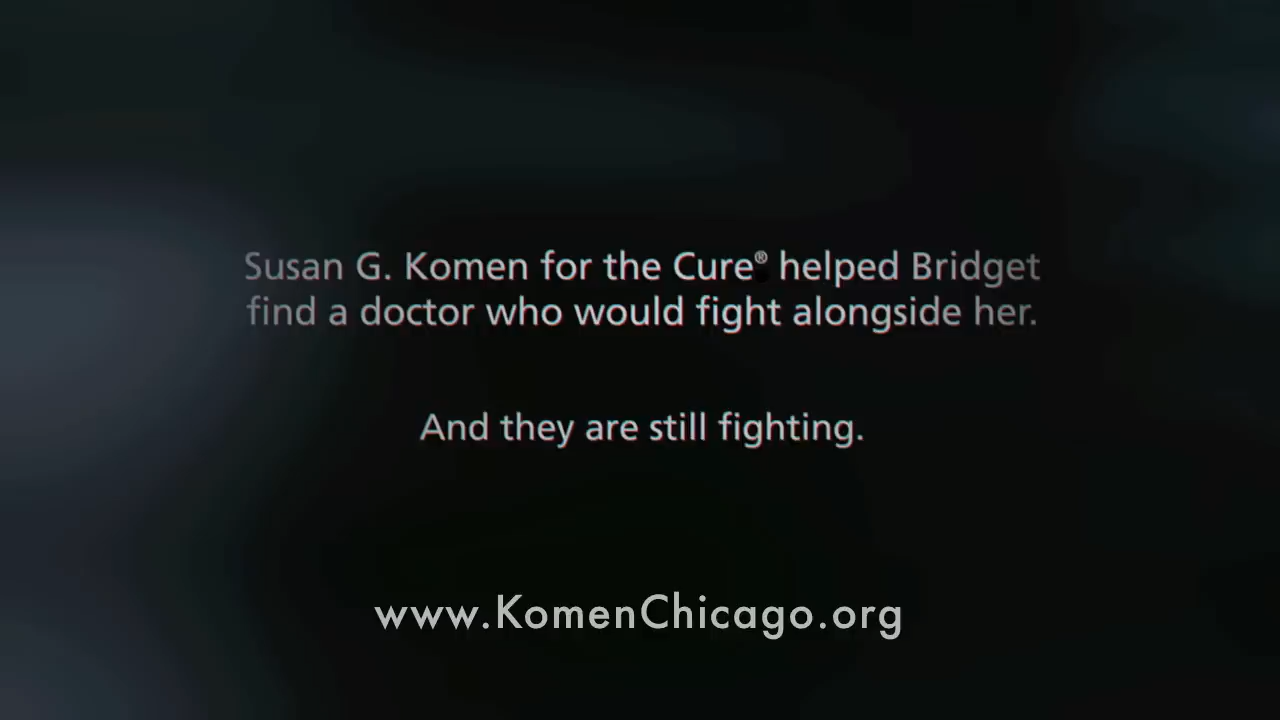 Susan G. Komen for the Cure® helped Bridget
find a doctor who would fight alongside her.
And they are still fighting.
www.KomenChicago.org